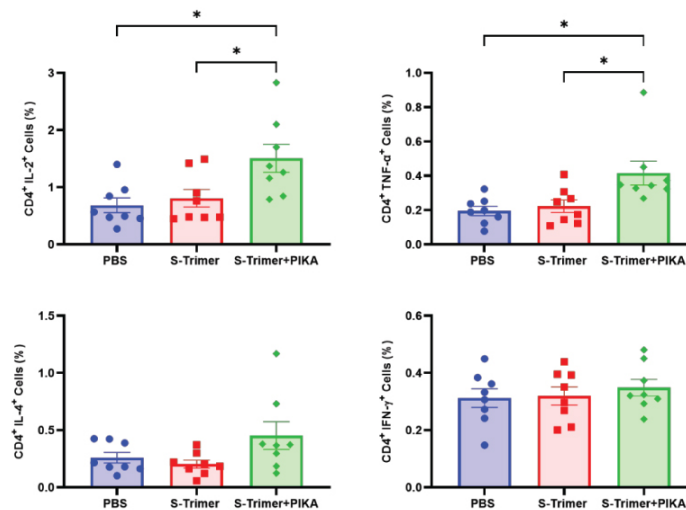 *
*
CD4⁺ IL-2⁺ Cells (%)
3
2
1
0
PBS
S-Trimer
S-Trimer+PIKA
*
*
CD4⁺ TNF-α⁺ Cells (%)
1.0
0.8
0.6
0.4
0.2
0.0
PBS
S-Trimer
S-Trimer+PIKA
CD4⁺ IL-4⁺ Cells (%)
1.5
1.0
0.5
0.0
PBS
S-Trimer
S-Trimer+PIKA
CD4⁺ IFN-γ⁺ Cells (%)
0.6
0.4
0.2
0.0
PBS
S-Trimer
S-Trimer+PIKA